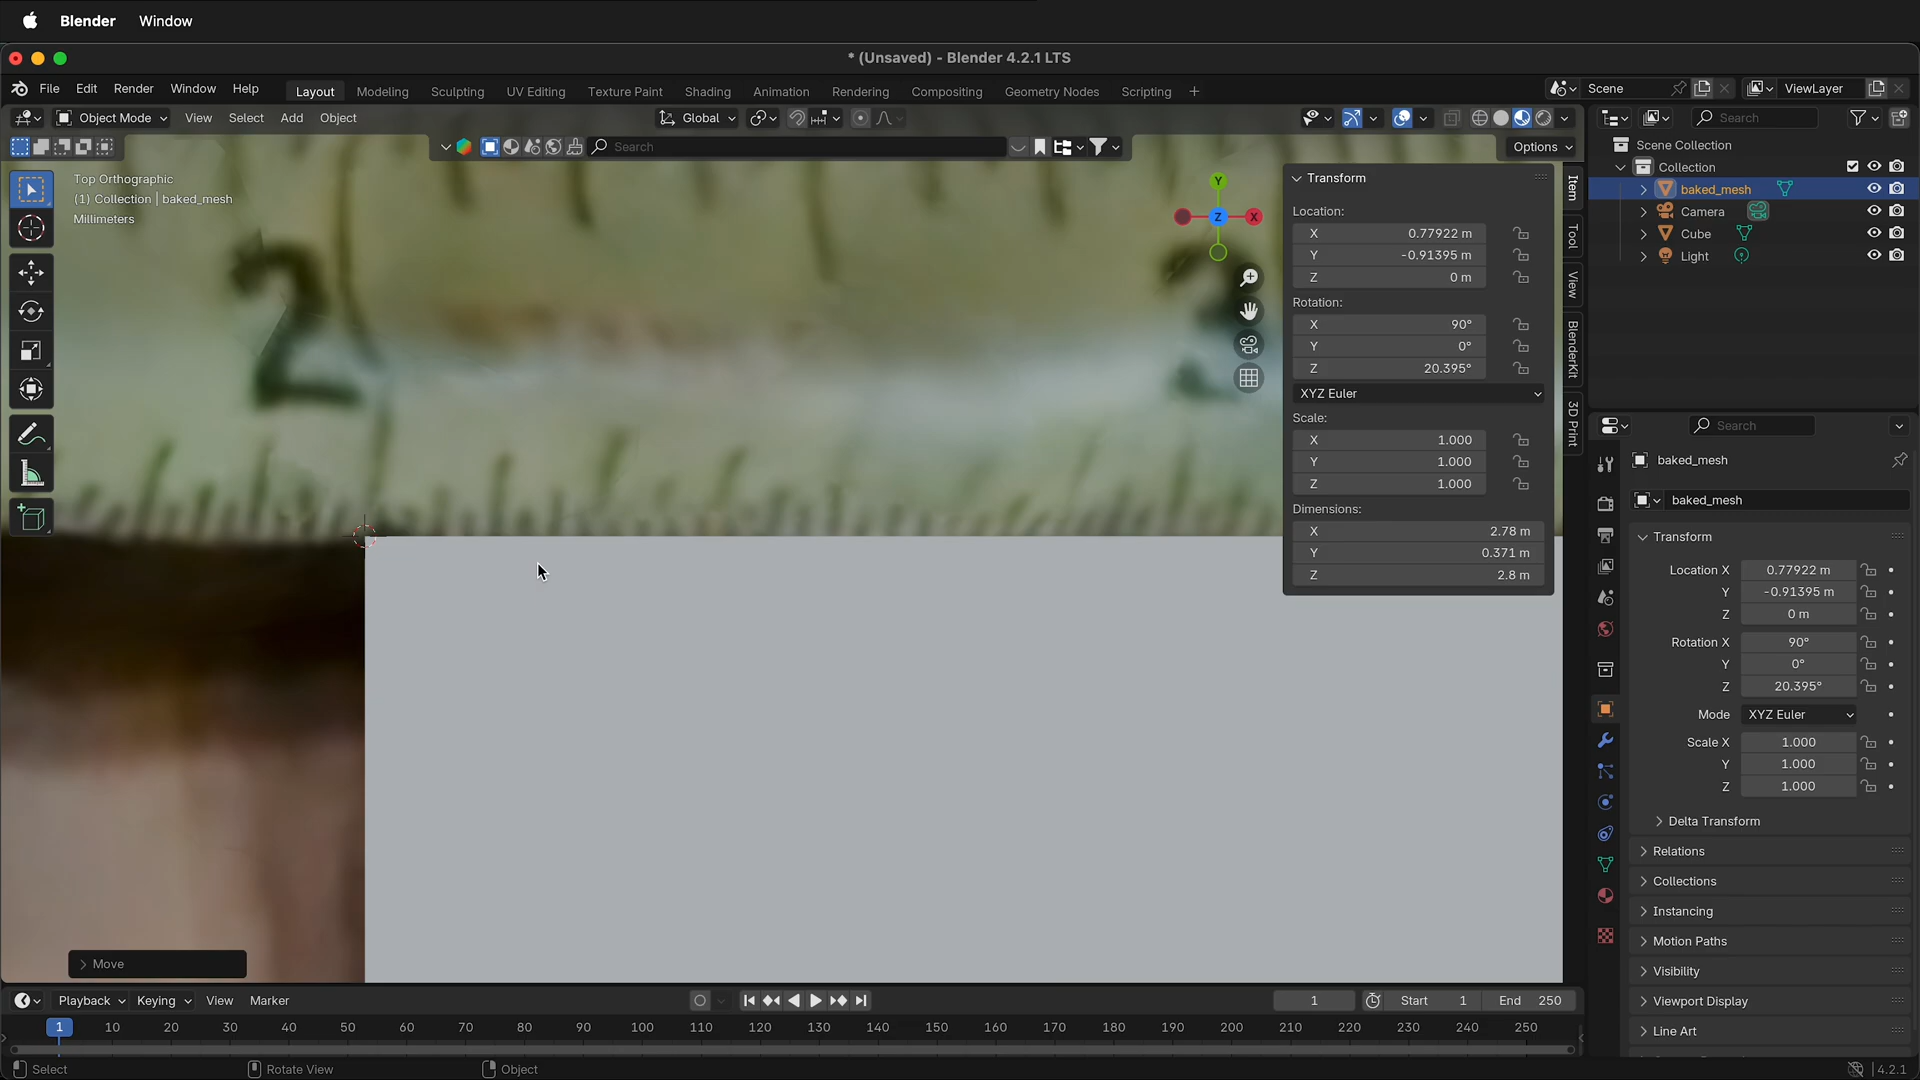 Blender Window
* (Unsaved) - Blender 4.2.1 LTS
File Edit Render Window Help Layout Modeling Sculpting UV Editing Texture Paint Shading Animation Rendering Compositing Geometry Nodes Scripting + Scene ViewLayer
Object Mode View Select Add Object Global Search
Search Options
Scene Collection
Collection
baked_mesh
Camera
Cube
Light
Top Orthographic
(1) Collection | baked_mesh
Millimeters
Y
Z X
2
Transform
Location:
X 0.77922 m
Y -0.91395 m
Z 0 m
Rotation:
X 90°
Y 0°
Z 20.395°
XYZ Euler
Scale:
X 1.000
Y 1.000
Z 1.000
Dimensions:
X 2.78 m
Y 0.371 m
Z 2.8 m
Item
Tool
View
BlenderKit
3D Print
Search
baked_mesh
baked_mesh
Transform
Location X 0.77922 m
Y -0.91395 m
Z 0 m
Rotation X 90°
Y 0°
Z 20.395°
Mode XYZ Euler
Scale X 1.000
Y 1.000
Z 1.000
Delta Transform
Relations
Collections
Instancing
Motion Paths
Visibility
Viewport Display
Line Art
Move
Playback Keying View Marker 1 Start 1 End 250
1 10 20 30 40 50 60 70 80 90 100 110 120 130 140 150 160 170 180 190 200 210 220 230 240 250
Select Rotate View Object 4.2.1